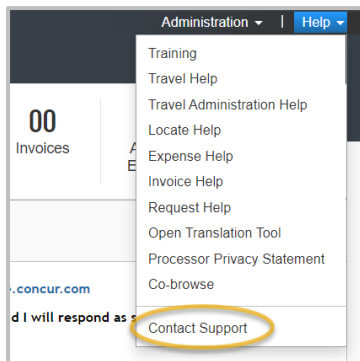 Administration | Help
Training
Travel Help
Travel Administration Help
00
Locate Help
Invoices
A
Expense Help
E
Invoice Help
Request Help
Open Translation Tool
Processor Privacy Statement
.concur.com
Co-browse
d I will respond as s
Contact Support